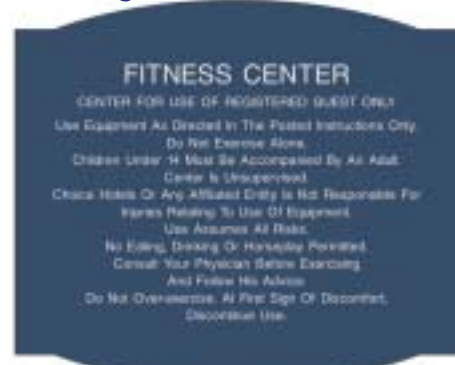 FITNESS CENTER
CENTER FOR USE OF REGISTERED GUEST ONLY
Use Equipment As Directed In The Posted Instructions Only.
Do Not Exercise Alone.
Children Under 14 Must Be Accompanied By An Adult.
Center Is Unsupervised.
Choice Hotels Or Any Affiliated Entity Is Not Responsible For
Injuries Relating To Use Of Equipment.
Use Assumes All Risks.
No Eating, Drinking Or Horseplay Permitted.
Consult Your Physician Before Exercising
And Follow His Advice
Do Not Over-exercise. At First Sign Of Discomfort,
Discontinue Use.